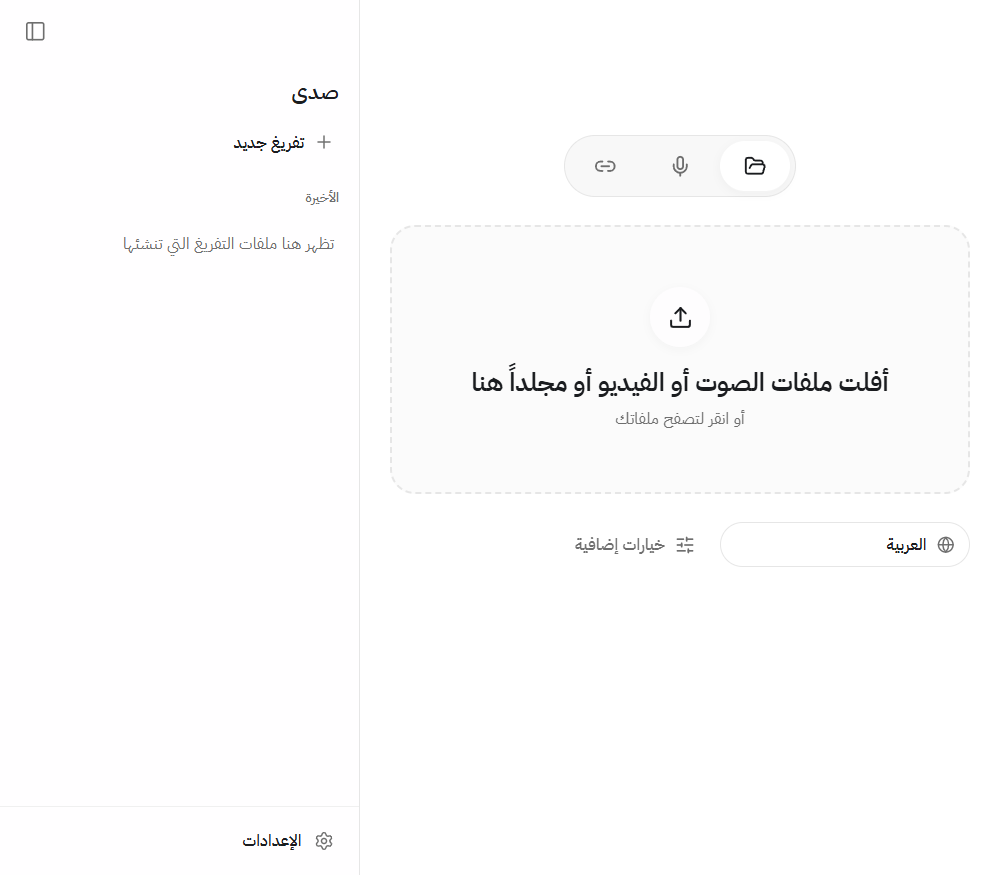 صدى
تفريغ جديد
الأخيرة
تظهر هنا ملفات التفريغ التي تنشئها
الإعدادات
أفلت ملفات الصوت أو الفيديو أو مجلداً هنا
أو انقر لتصفح ملفاتك
العربية
خيارات إضافية